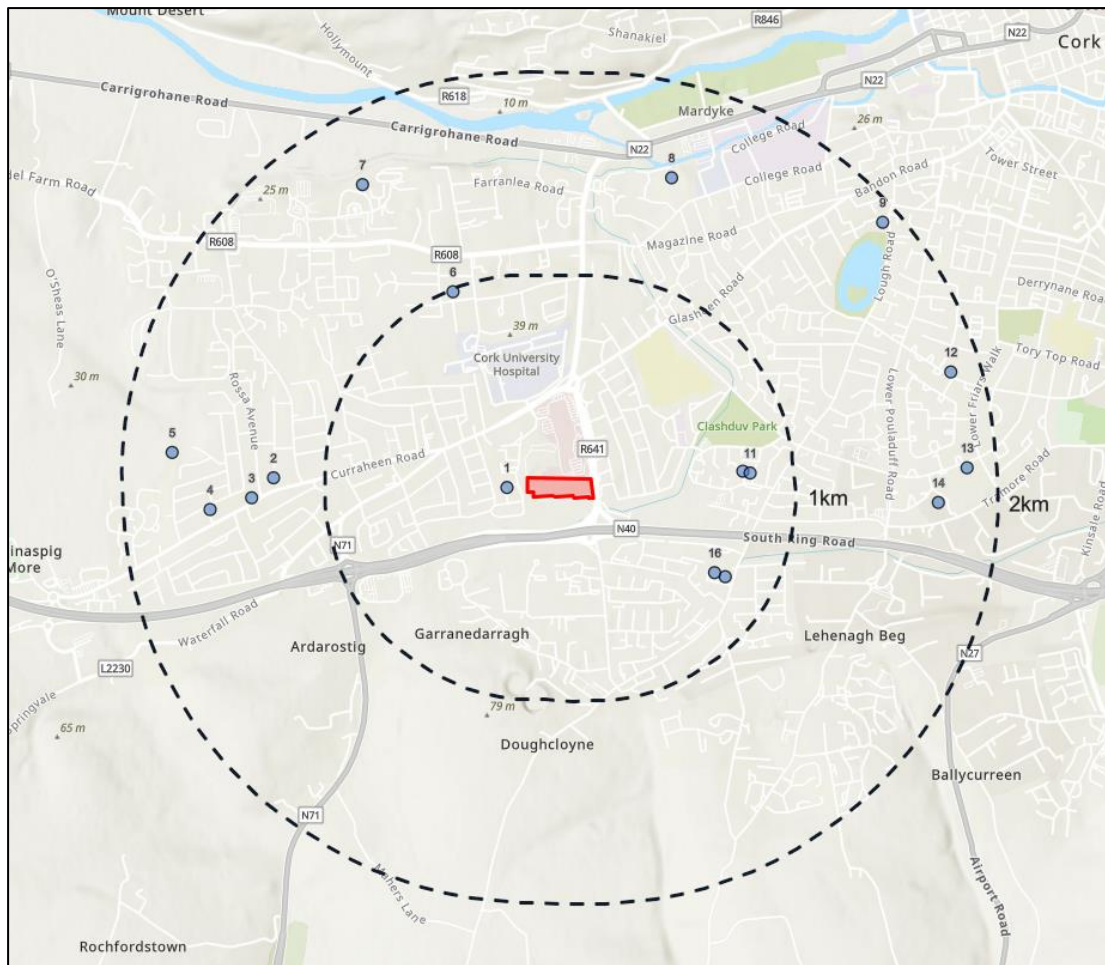 Mount Desert
R846
N22
Cork
Hollymount
Shanakiel
N22
Carrigrohane Road
R618
10 m
Mardyke
26 m
Carrigrohane Road
N22
College Road
Tower Street
7
8
College Road
Bandon Road
del Farm Road
25 m
Farranlea Road
9
R608
R608
Magazine Road
Lough Road
6
O'Sheas Lane
Derrynane Road
Glasheen Road
39 m
Cork University
Hospital
12
Tory Top Road
30 m
Rossa Avenue
Lower Pouladuff Road
Lower Friars Walk
Clashduv Park
5
R641
2
Curraheen Road
1
11
13
3
4
14
Tramore Road
1km
2km
N40
South Ring Road
Kinsale Road
inaspig
More
N71
16
Waterfall Road
Ardarostig
Garranedarragh
Lehenagh Beg
L2230
N27
Springvale
65 m
79 m
Doughcloyne
Ballycurreen
N71
Mahers Lane
Airport Road
Rochfordstown